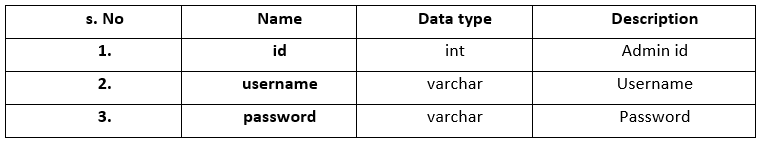 s. No Name Data type Description
1. id int Admin id
2. username varchar Username
3. password varchar Password